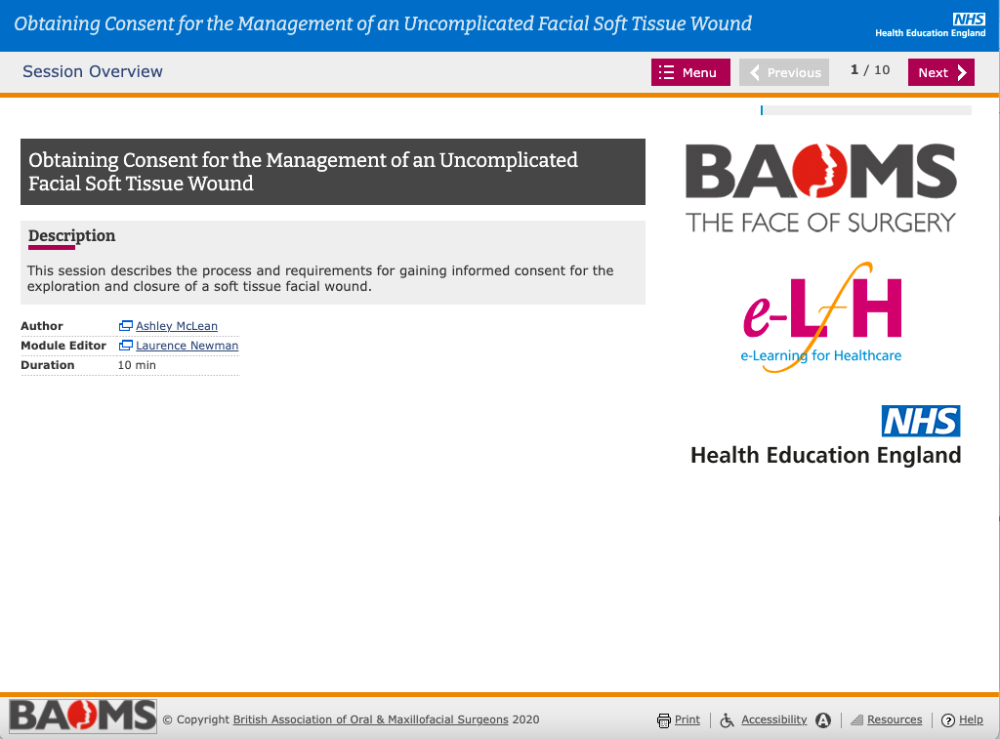 Obtaining Consent for the Management of an Uncomplicated Facial Soft Tissue Wound
NHS
Health Education England
Session Overview
Menu
Previous
1 / 10
Next
Obtaining Consent for the Management of an Uncomplicated
Facial Soft Tissue Wound
Description
This session describes the process and requirements for gaining informed consent for the
exploration and closure of a soft tissue facial wound.
Author Ashley McLean
Module Editor Laurence Newman
Duration 10 min
BAOMS
THE FACE OF SURGERY
e-LfH
e-Learning for Healthcare
NHS
Health Education England
BAOMS © Copyright British Association of Oral & Maxillofacial Surgeons 2020
Print
Accessibility A
Resources
? Help